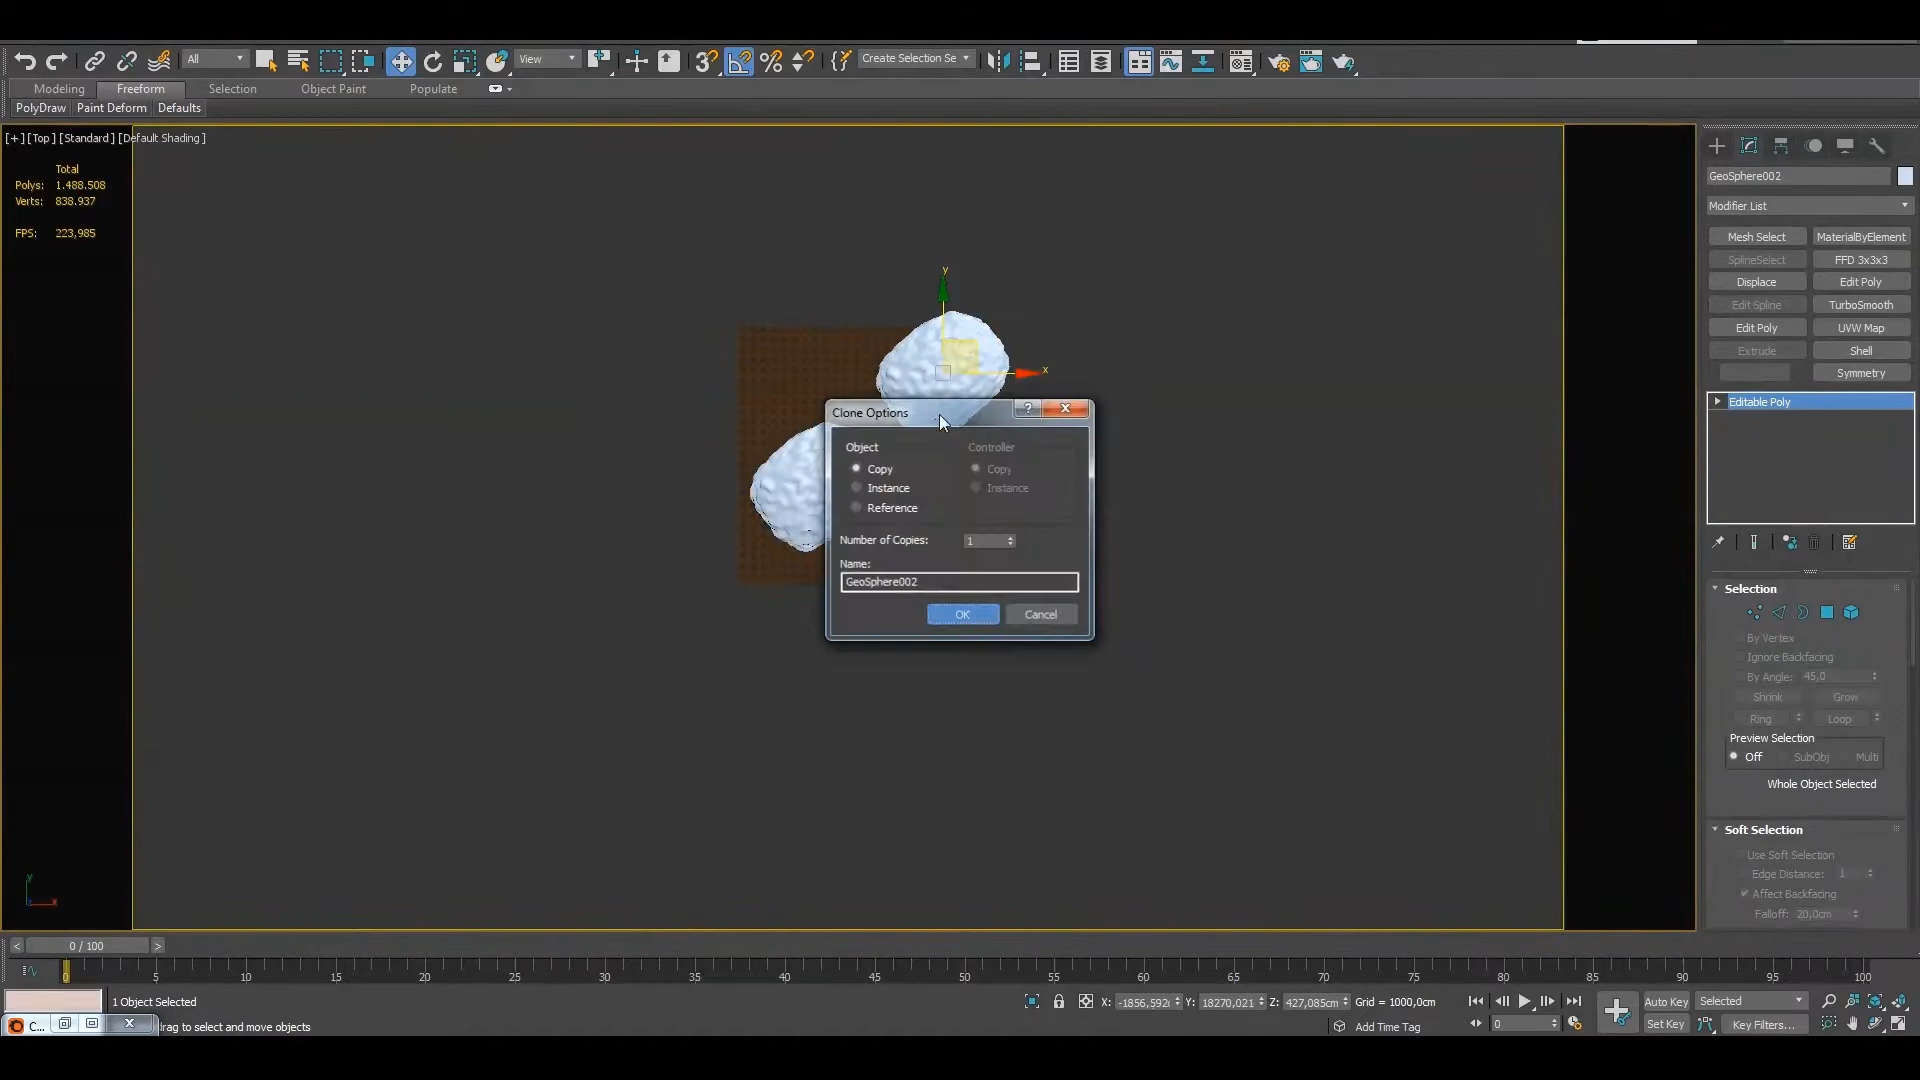 All
View
3
Create Selection Se
Modeling Freeform Selection Object Paint Populate
PolyDraw Paint Deform Defaults
[+] [Top] [Standard] [Default Shading]
Total
Polys: 1.488.508
Verts: 838.937
FPS: 223,985
y
x
Clone Options
?
Object
Controller
Copy
Copy
Instance
Instance
Reference
Number of Copies: 1
Name:
GeoSphere002
OK Cancel
GeoSphere002
Modifier List
Mesh Select MaterialByElement
SplineSelect FFD 3x3x3
Displace Edit Poly
Edit Spline TurboSmooth
Edit Poly UVW Map
Extrude Shell
Symmetry
Editable Poly
Selection
By Vertex
Ignore Backfacing
By Angle: 45,0
Shrink Grow
Ring Loop
Preview Selection
Off SubObj Multi
Whole Object Selected
Soft Selection
Use Soft Selection
Edge Distance: 1
Affect Backfacing
Falloff: 20,0cm
y
x
< 0 / 100 >
0 5 10 15 20 25 30 35 40 45 50 55 60 65 70 75 80 85 90 95 100
1 Object Selected
X: -1856,592c Y: 18270,021 Z: 427,085cm Grid = 1000,0cm
Auto Key Selected
C...
drag to select and move objects
Add Time Tag
0
Set Key Key Filters...